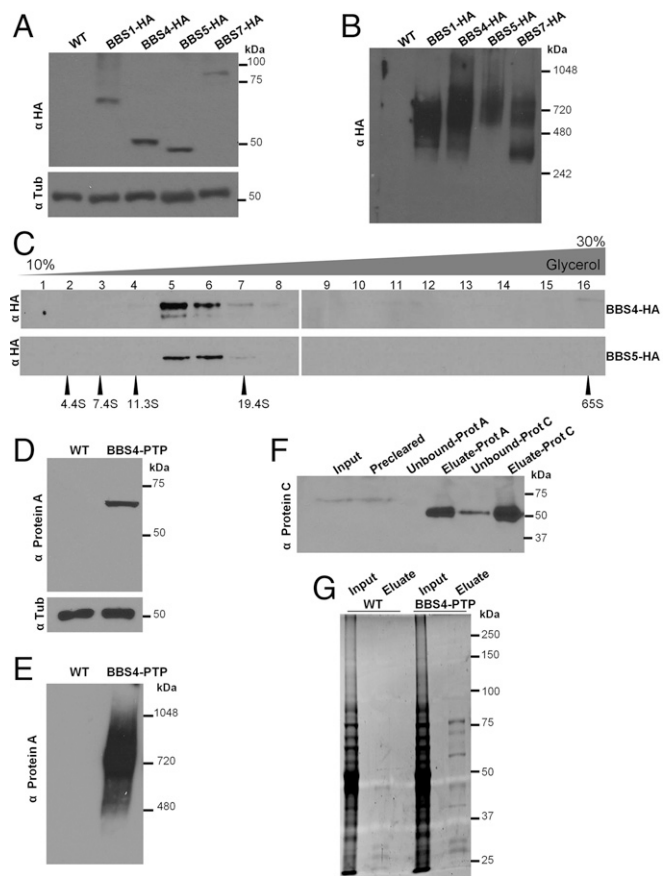 A
WT BBS1-HA BBS4-HA BBS5-HA BBS7-HA
kDa
100
75
50
α HA
α Tub
50
B
WT BBS1-HA BBS4-HA BBS5-HA BBS7-HA
kDa
1048
720
480
242
α HA
C
10%
30%
Glycerol
1 2 3 4 5 6 7 8 9 10 11 12 13 14 15 16
α HA
BBS4-HA
α HA
BBS5-HA
4.4S 7.4S 11.3S 19.4S 65S
D
WT BBS4-PTP
kDa
75
50
α Protein A
α Tub
50
E
WT BBS4-PTP
kDa
1048
720
480
α Protein A
F
Input Precleared Unbound-Prot A Eluate-Prot A Unbound-Prot C Eluate-Prot C
kDa
75
50
37
α Protein C
G
Input Eluate Input Eluate
WT BBS4-PTP
kDa
250
150
100
75
50
37
25